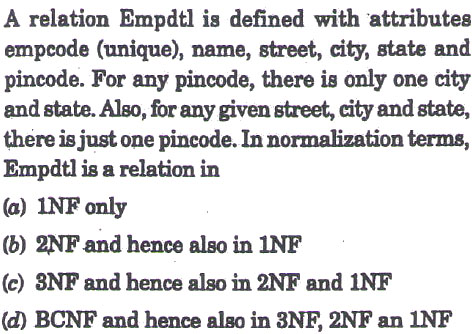 A relation Empdtl is defined with attributes
empcode (unique), name, street, city, state and
pincode. For any pincode, there is only one city
and state. Also, for any given street, city and state,
there is just one pincode. In normalization terms,
Empdtl is a relation in
(a) 1NF only
(b) 2NF and hence also in 1NF
(c) 3NF and hence also in 2NF and 1NF
(d) BCNF and hence also in 3NF, 2NF an 1NF